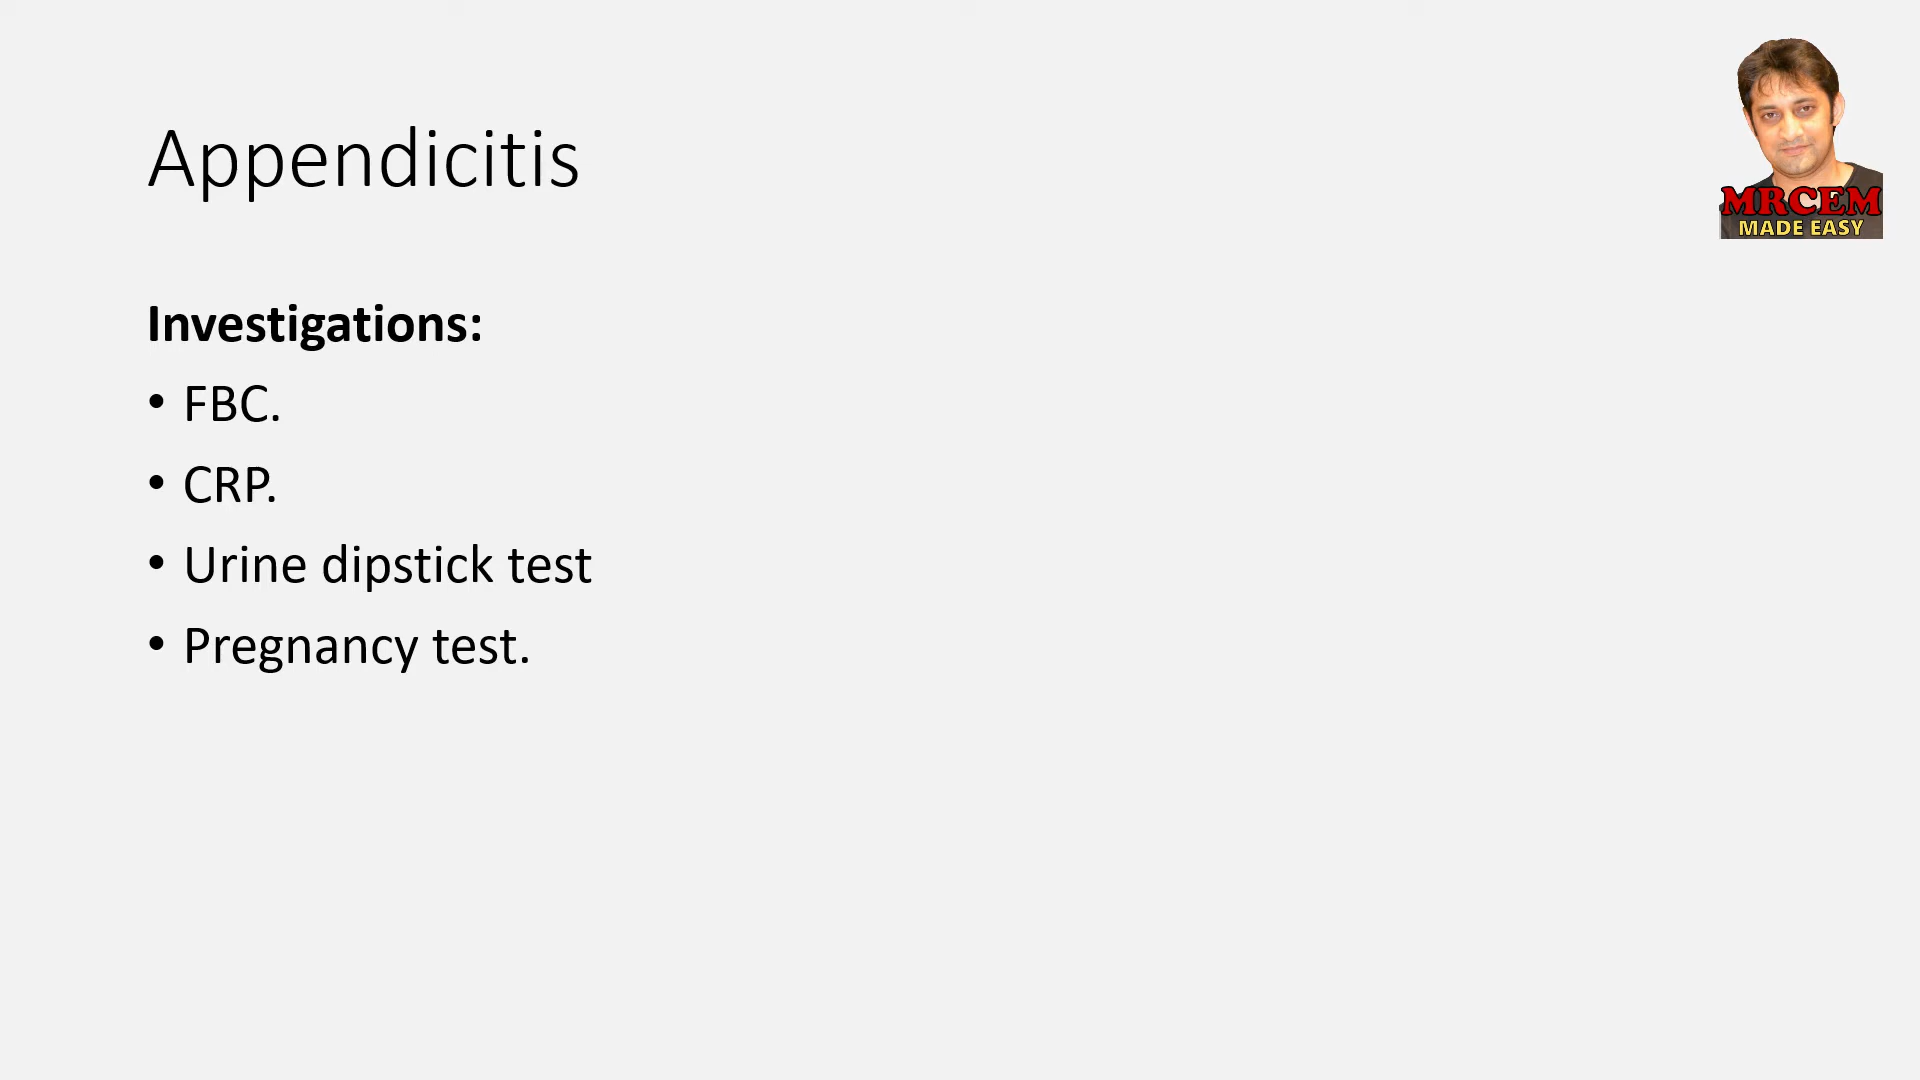 Appendicitis
MRCEM
MADE EASY
Investigations:
• FBC.
• CRP.
• Urine dipstick test
• Pregnancy test.